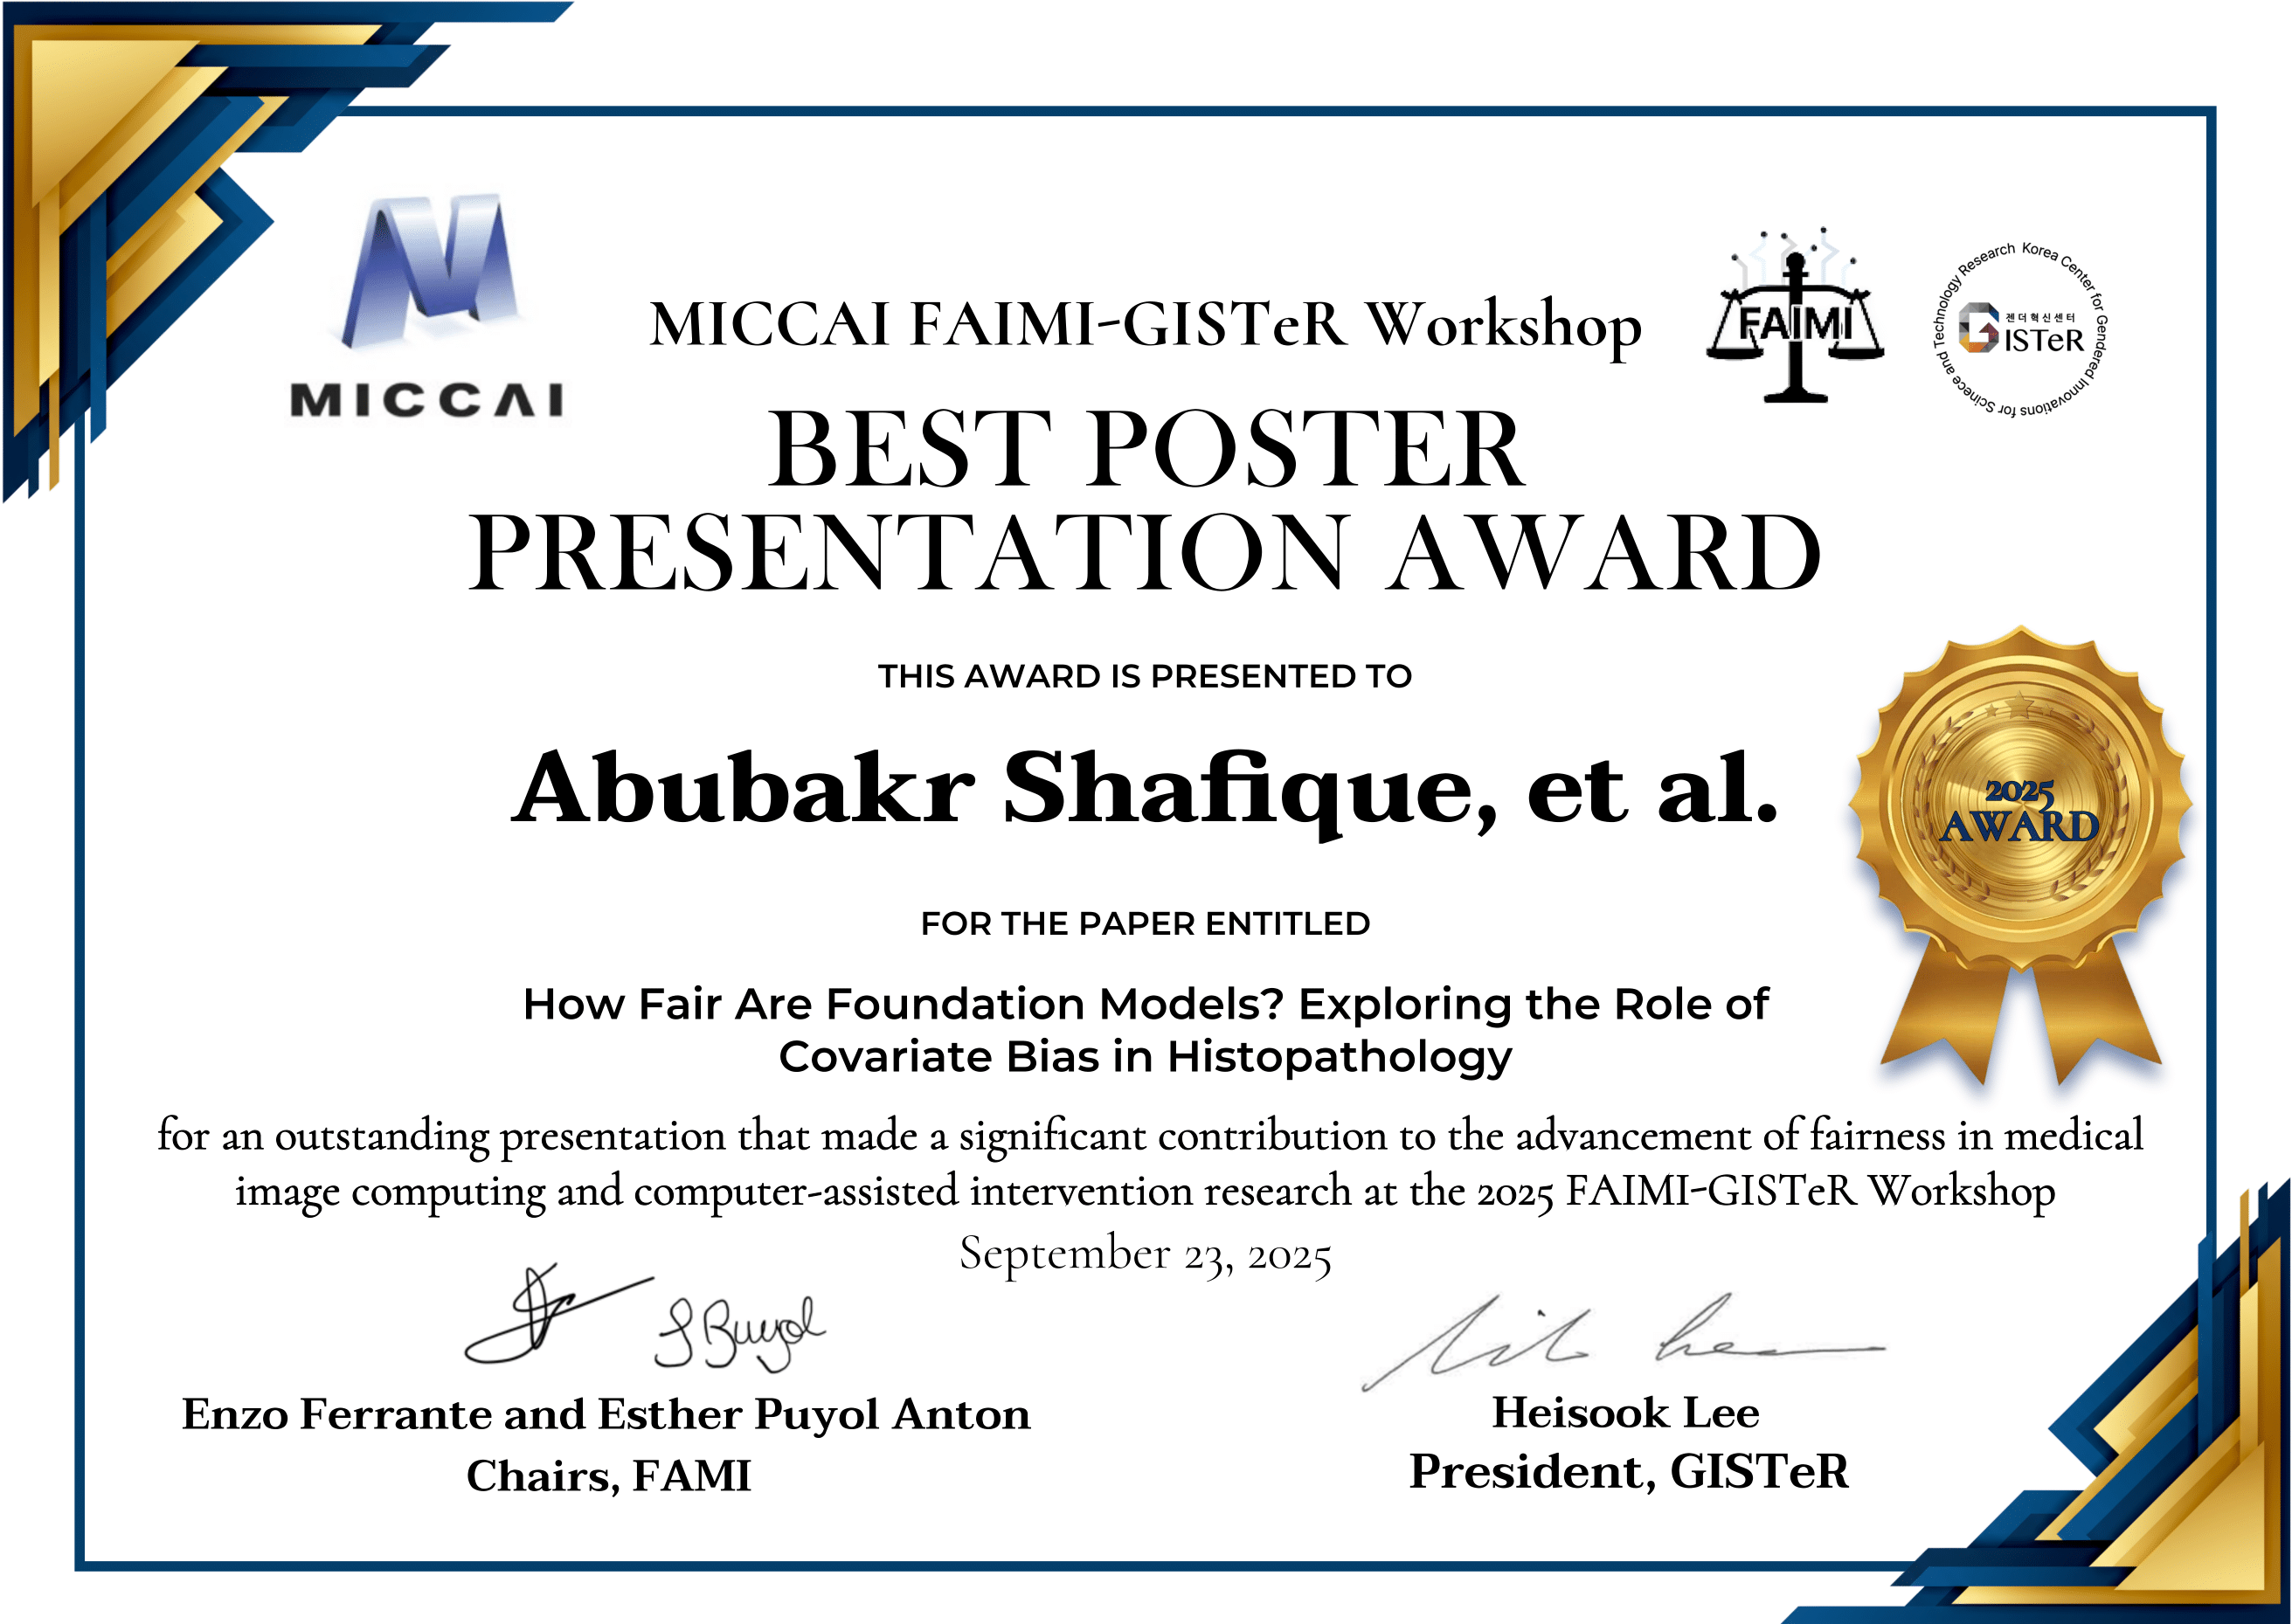 MICCAI
MICCAI FAIMI-GISTeR Workshop
FAIMI
Korea Center for Gendered Innovations for Scinece and Technology Research
젠더혁신센터
GISTeR
BEST POSTER
PRESENTATION AWARD
THIS AWARD IS PRESENTED TO
Abubakr Shafique, et al.
2025
AWARD
FOR THE PAPER ENTITLED
How Fair Are Foundation Models? Exploring the Role of
Covariate Bias in Histopathology
for an outstanding presentation that made a significant contribution to the advancement of fairness in medical
image computing and computer-assisted intervention research at the 2025 FAIMI-GISTeR Workshop
September 23, 2025
Enzo Ferrante and Esther Puyol Anton
Chairs, FAMI
Heisook Lee
President, GISTeR